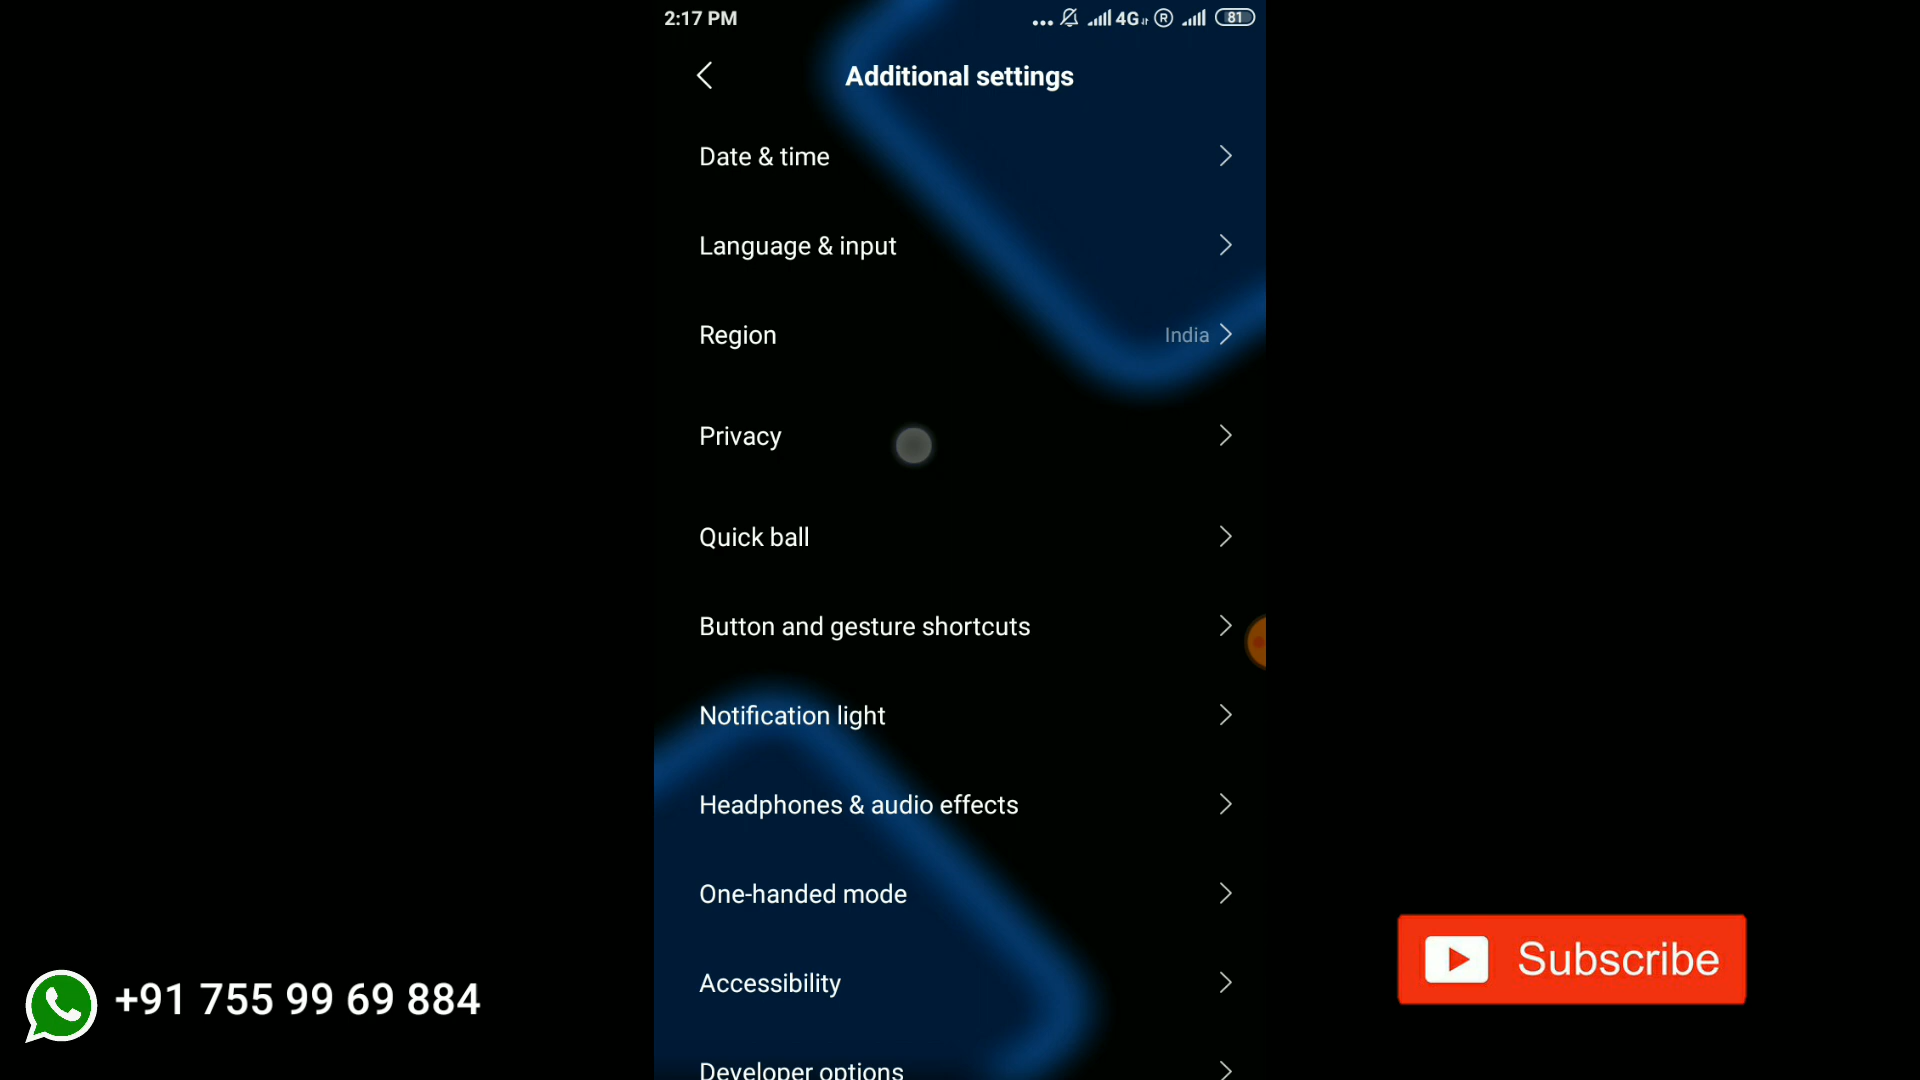 2:17 PM
4G R 81
Additional settings
Date & time
Language & input
Region
India
Privacy
Quick ball
Button and gesture shortcuts
Notification light
Headphones & audio effects
One-handed mode
Accessibility
Developer options
+91 755 99 69 884
Subscribe